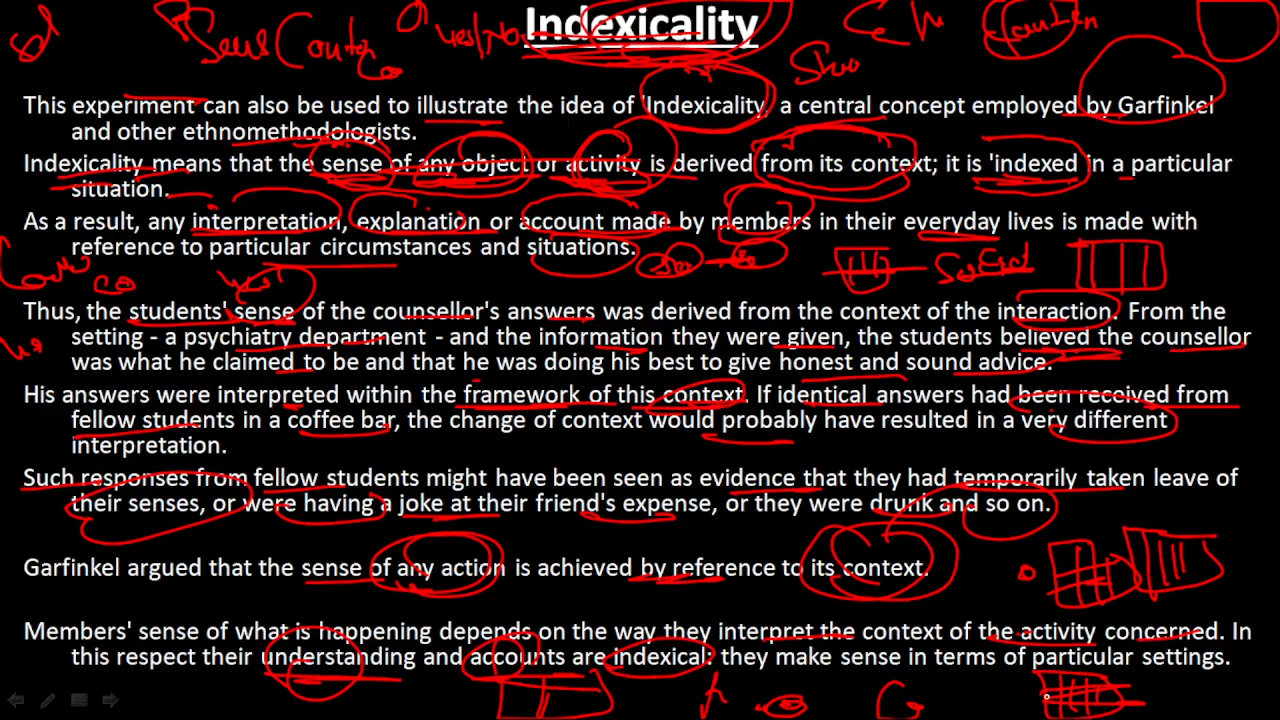 Indexicality
yes/No
This experiment can also be used to illustrate the idea of 'Indexicality, a central concept employed by Garfinkel
and other ethnomethodologists.
Indexicality means that the sense of any object or activity is derived from its context; it is 'indexed in a particular
situation.
As a result, any interpretation, explanation or account made by members in their everyday lives is made with
reference to particular circumstances and situations.
Thus, the students' sense of the counsellor's answers was derived from the context of the interaction. From the
setting - a psychiatry department - and the information they were given, the students believed the counsellor
was what he claimed to be and that he was doing his best to give honest and sound advice.
His answers were interpreted within the framework of this context. If identical answers had been received from
fellow students in a coffee bar, the change of context would probably have resulted in a very different
interpretation.
Such responses from fellow students might have been seen as evidence that they had temporarily taken leave of
their senses, or were having a joke at their friend's expense, or they were drunk and so on.
Garfinkel argued that the sense of any action is achieved by reference to its context.
Members' sense of what is happening depends on the way they interpret the context of the activity concerned. In
this respect their understanding and accounts are indexical: they make sense in terms of particular settings.